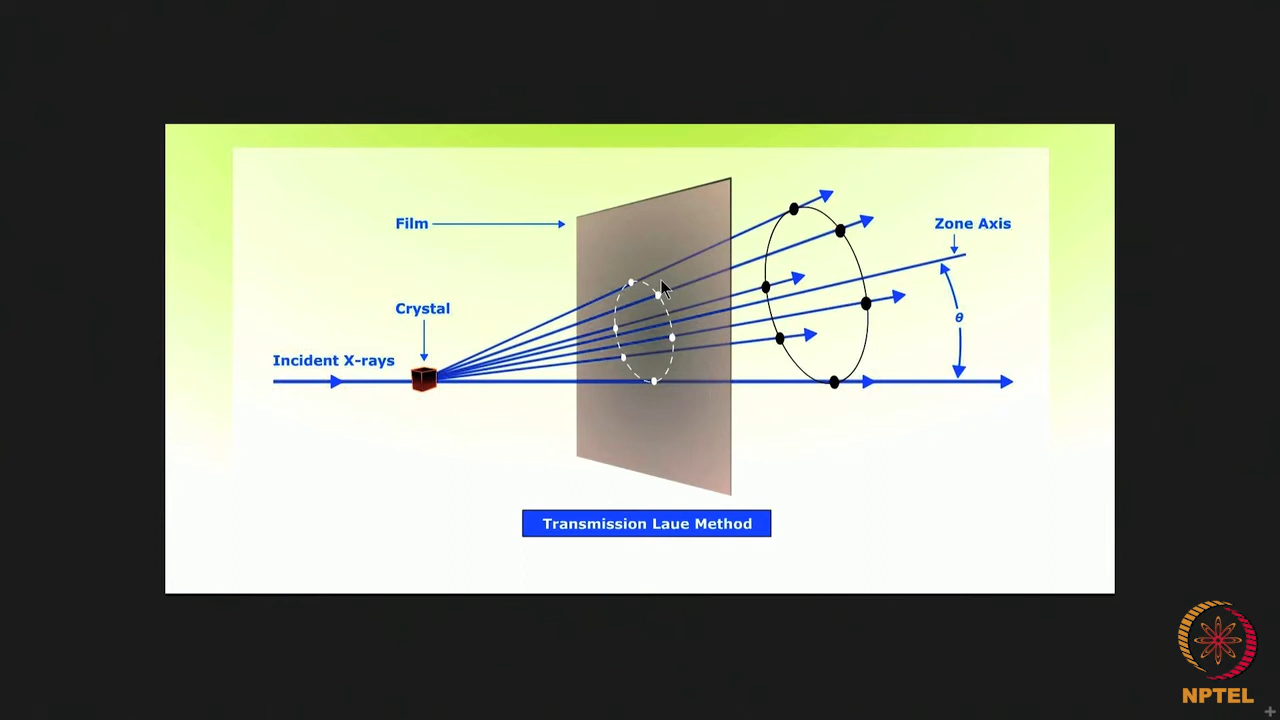 Film
Zone Axis
Crystal
θ
Incident X-rays
Transmission Laue Method
NPTEL